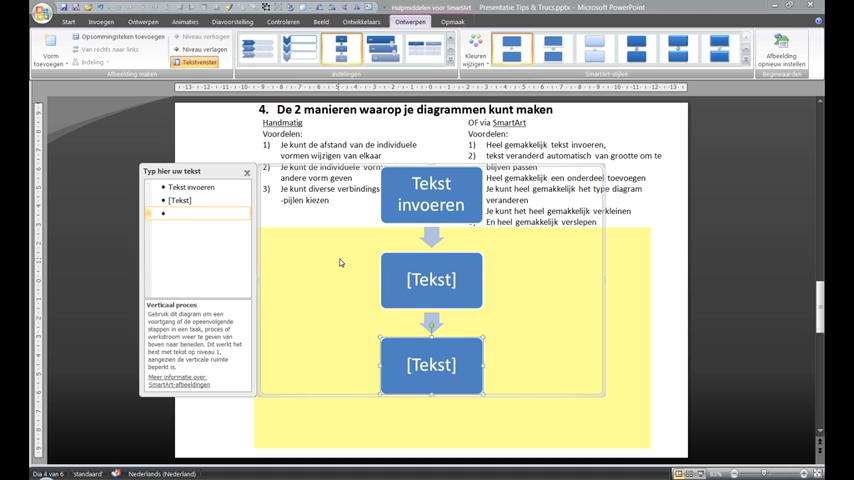 Hulpmiddelen voor SmartArt
Presentatie Tips & Trucs.pptx - Microsoft PowerPoint
Start
Invoegen
Ontwerpen
Animaties
Diavoorstelling
Controleren
Beeld
Ontwikkelaars
Ontwerpen
Opmaak
Vorm toevoegen
Opsommingsteken toevoegen
Van rechts naar links
Indeling
Niveau verhogen
Niveau verlagen
Tekstvenster
Kleuren wijzigen
Afbeelding opnieuw instellen
Afbeelding maken
Indelingen
SmartArt-stijlen
Beginwaarden
4. De 2 manieren waarop je diagrammen kunt maken
Handmatig
Voordelen:
1) Je kunt de afstand van de individuele
vormen wijzigen van elkaar
2) Je kunt de individuele vorm
andere vorm geven
3) Je kunt diverse verbindings
-pijlen kiezen
OF via SmartArt
Voordelen:
1) Heel gemakkelijk tekst invoeren,
2) tekst veranderd automatisch van grootte om te
blijven passen
Heel gemakkelijk een onderdeel toevoegen
Je kunt heel gemakkelijk het type diagram
veranderen
Je kunt het heel gemakkelijk verkleinen
En heel gemakkelijk verslepen
Typ hier uw tekst
• Tekst invoeren
• [Tekst]
•
Verticaal proces
Gebruik dit diagram om een
voortgang of de opeenvolgende
stappen in een taak, proces of
werkstroom weer te geven van
boven naar beneden. Dit werkt het
best met tekst op niveau 1,
aangezien de verticale ruimte
beperkt is.
Meer informatie over
SmartArt-afbeeldingen
Tekst
invoeren
[Tekst]
[Tekst]
Dia 4 van 6
'standaard'
Nederlands (Nederland)